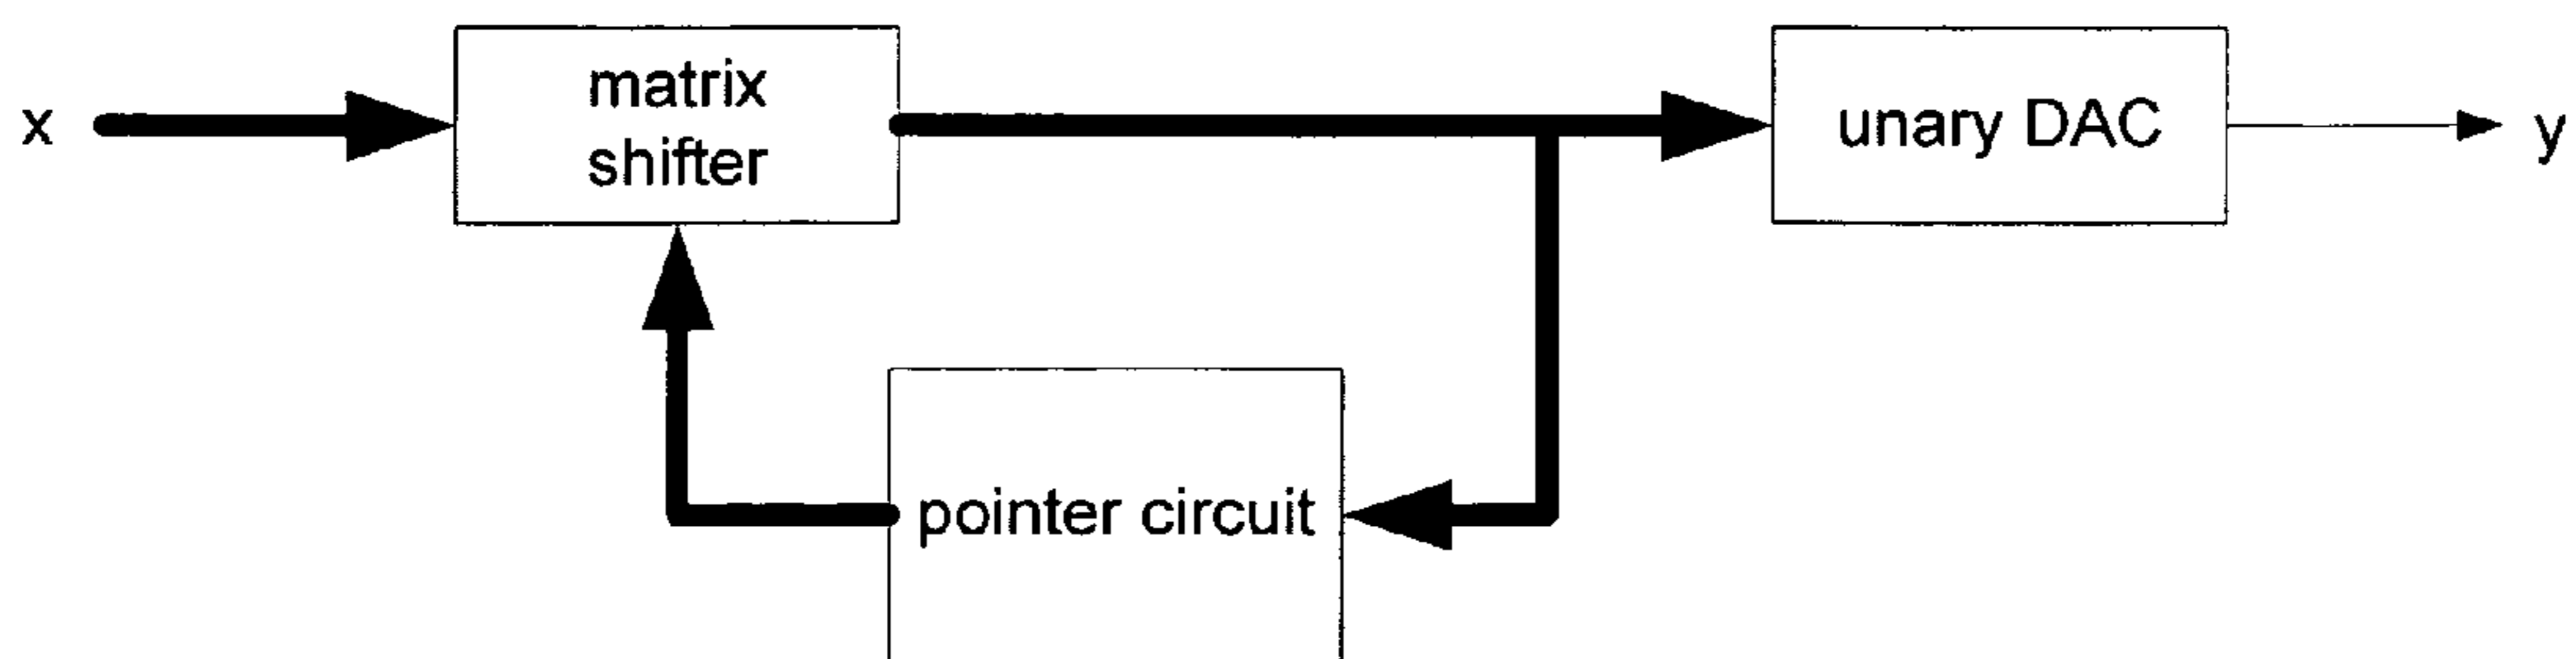 x
matrix
shifter
unary DAC
y
pointer circuit